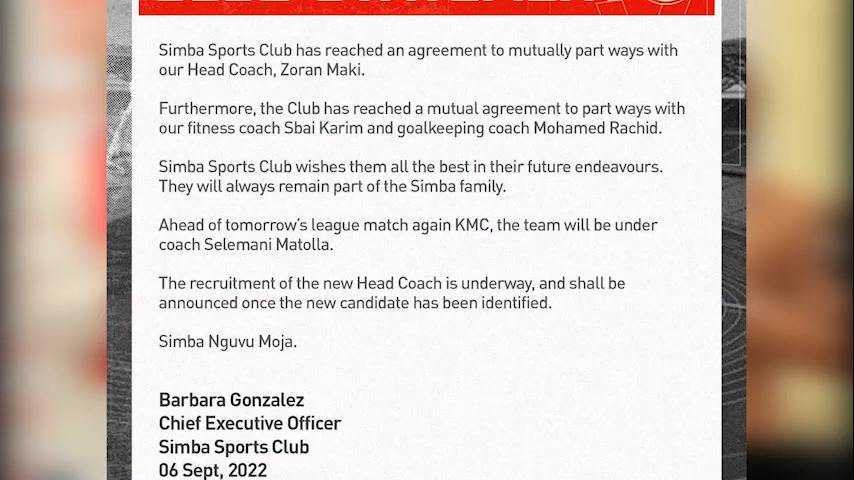 Simba Sports Club has reached an agreement to mutually part ways with
our Head Coach, Zoran Maki.
Furthermore, the Club has reached a mutual agreement to part ways with
our fitness coach Sbai Karim and goalkeeping coach Mohamed Rachid.
Simba Sports Club wishes them all the best in their future endeavours.
They will always remain part of the Simba family.
Ahead of tomorrow's league match again KMC, the team will be under
coach Selemani Matolla.
The recruitment of the new Head Coach is underway, and shall be
announced once the new candidate has been identified.
Simba Nguvu Moja.
Barbara Gonzalez
Chief Executive Officer
Simba Sports Club
06 Sept, 2022